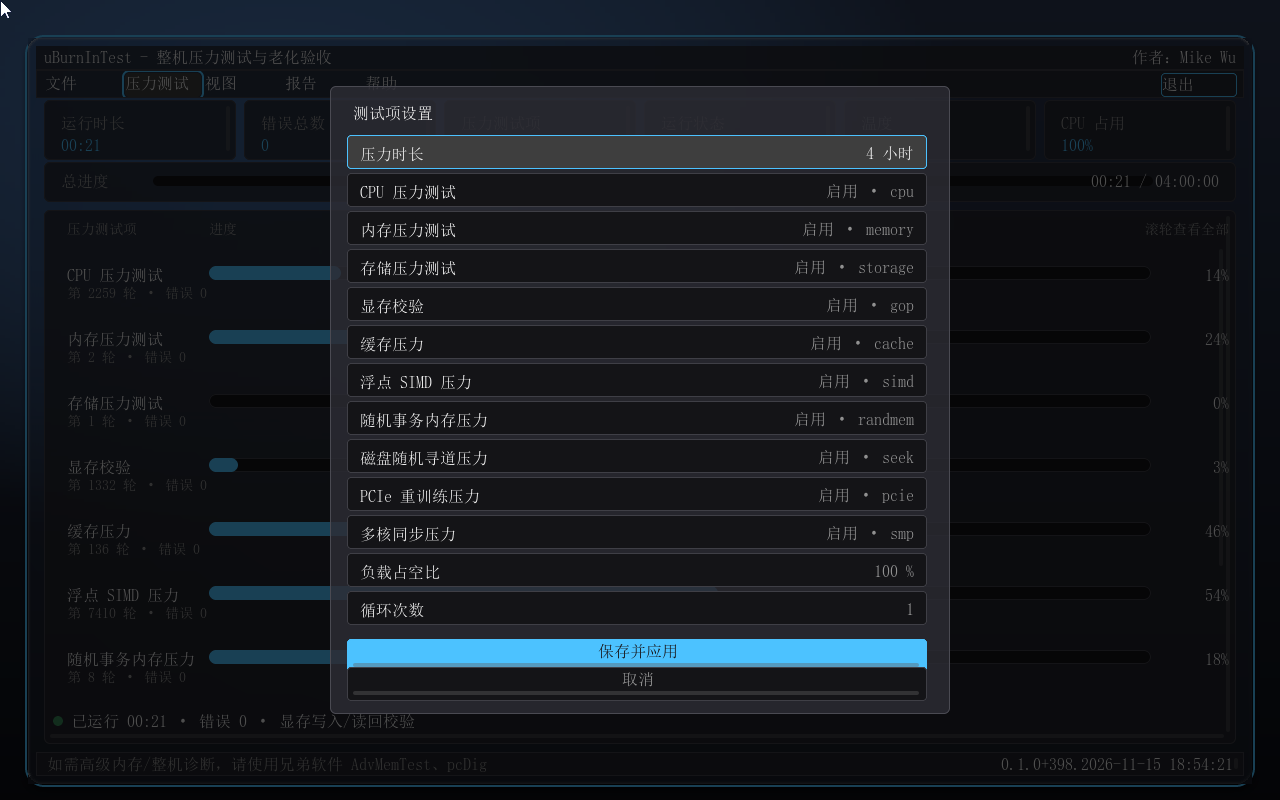 uBurnInTest - 整机压力测试与老化验收 作者: Mike Wu
文件 压力测试 视图 报告 帮助 退出
运行时长 错误总数 压力测试项 运行状态 温度 CPU 占用
00:21 0 100%
总进度 00:21 / 04:00:00
压力测试项 进度 滚轮查看全部
CPU 压力测试 14%
第 2259 轮 • 错误 0
内存压力测试 24%
第 2 轮 • 错误 0
存储压力测试 0%
第 1 轮 • 错误 0
显存校验 3%
第 1332 轮 • 错误 0
缓存压力 46%
第 136 轮 • 错误 0
浮点 SIMD 压力 54%
第 7410 轮 • 错误 0
随机事务内存压力 18%
第 8 轮 • 错误 0
已运行 00:21 • 错误 0 • 显存写入/读回校验
如需高级内存/整机诊断, 请使用兄弟软件 AdvMemTest、pcDig 0.1.0+398.2026-11-15 18:54:21
测试项设置
压力时长 4 小时
CPU 压力测试 启用 • cpu
内存压力测试 启用 • memory
存储压力测试 启用 • storage
显存校验 启用 • gop
缓存压力 启用 • cache
浮点 SIMD 压力 启用 • simd
随机事务内存压力 启用 • randmem
磁盘随机寻道压力 启用 • seek
PCIe 重训练压力 启用 • pcie
多核同步压力 启用 • smp
负载占空比 100 %
循环次数 1
保存并应用
取消